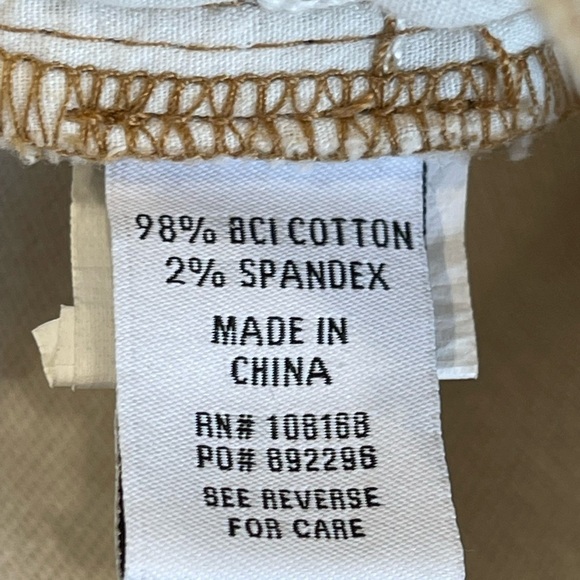 98% BCI COTTON
2% SPANDEX
MADE IN
CHINA
RN# 108168
PO# 892296
SEE REVERSE
FOR CARE